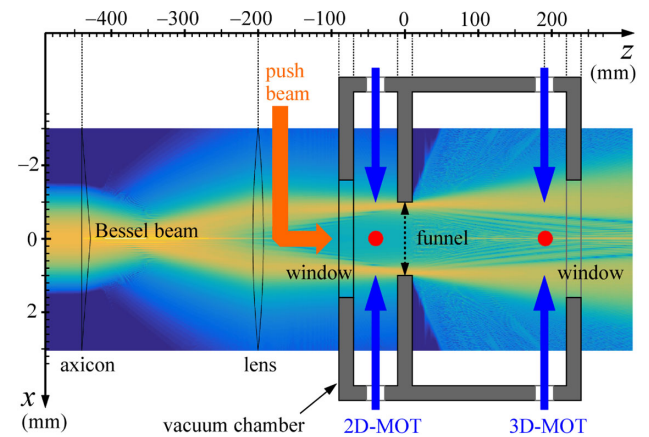 −400 −300 −200 −100 0 100 200
z
(mm)
push
beam
−2
0
2
Bessel beam
funnel
window
window
axicon
lens
x
(mm)
vacuum chamber
2D-MOT
3D-MOT